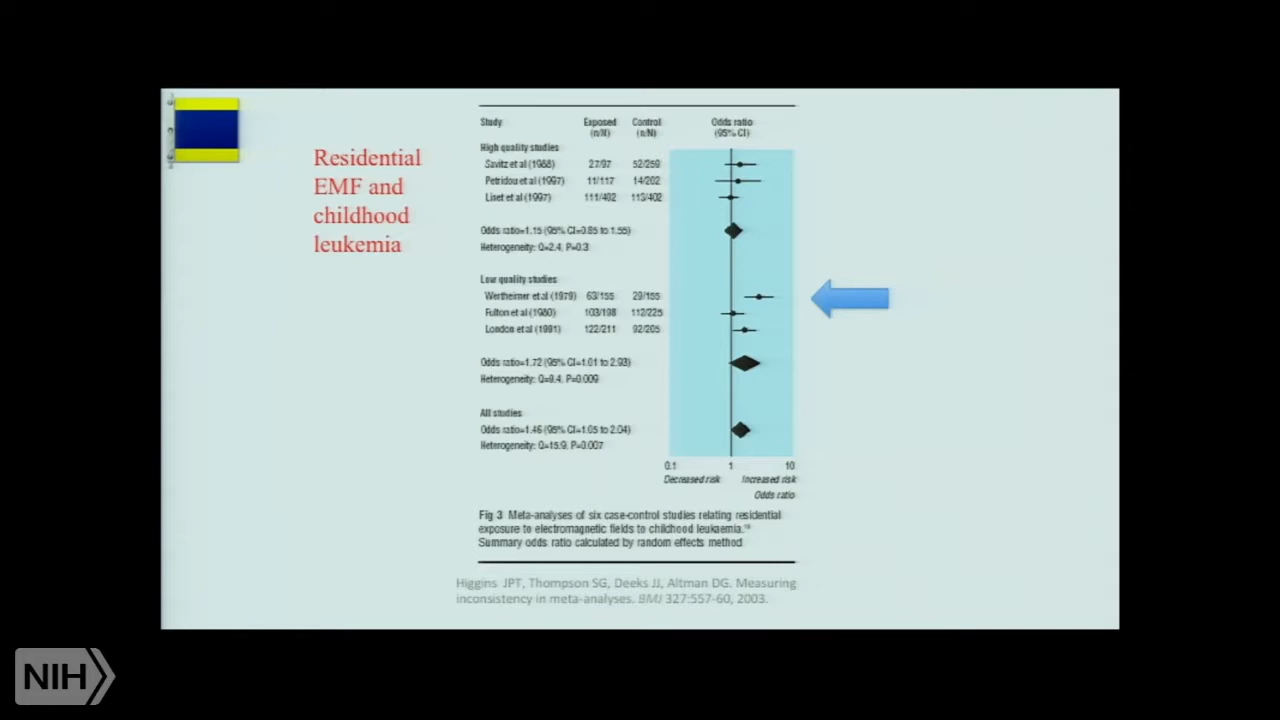 Residential
EMF and
childhood
leukemia
Study Exposed (n/N) Control (n/N) Odds ratio (95% CI)
High quality studies
Savitz et al (1988) 27/97 52/259
Petridou et al (1997) 11/117 14/202
Linet et al (1997) 111/402 113/402
Odds ratio=1.15 (95% CI=0.85 to 1.55)
Heterogeneity: Q=2.4, P=0.3
Low quality studies
Wertheimer et al (1979) 63/155 29/155
Fulton et al (1980) 103/198 112/225
London et al (1991) 122/211 92/205
Odds ratio=1.72 (95% CI=1.01 to 2.93)
Heterogeneity: Q=9.4, P=0.009
All studies
Odds ratio=1.46 (95% CI=1.05 to 2.04)
Heterogeneity: Q=15.9, P=0.007
0.1 1 10
Decreased risk Increased risk
Odds ratio
Fig 3 Meta-analyses of six case-control studies relating residential
exposure to electromagnetic fields to childhood leukaemia.
Summary odds ratio calculated by random effects method
Higgins JPT, Thompson SG, Deeks JJ, Altman DG. Measuring
inconsistency in meta-analyses. BMJ 327:557-60, 2003.
NIH